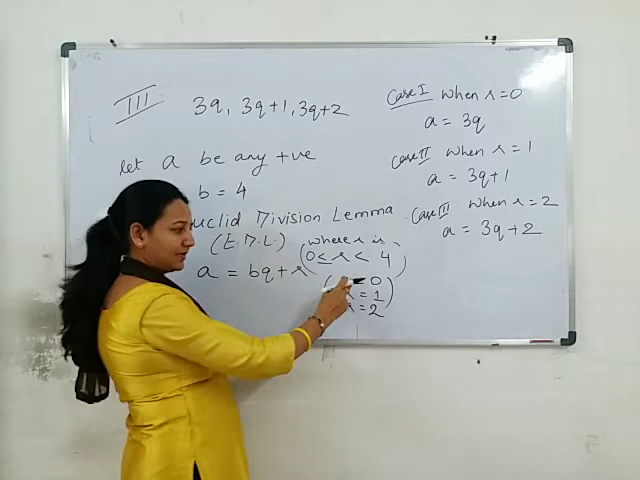 III 3q, 3q+1, 3q+2
let a be any +ve
b = 4
uclid Division Lemma
(E.D.L.) where r is
a = bq + r (0 ≤ r < 4)
= 0
= 1
r = 2
Case I when r = 0
a = 3q
Case II when r = 1
a = 3q+1
Case III when r = 2
a = 3q + 2